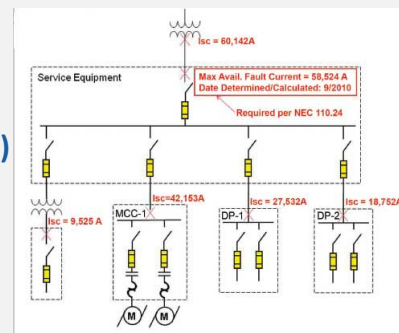 Isc = 60,142A
Service Equipment
Max Avail. Fault Current = 58,524 A
Date Determined/Calculated: 9/2010
Required per NEC 110.24
)
Isc = 9,525 A
Isc=42,153A
MCC-1
Isc = 27,532A
DP-1
Isc = 18,752A
DP-2
M
M